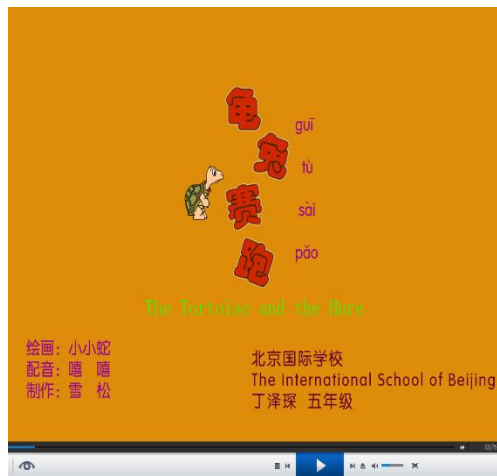 龟 guī
兔 tù
赛 sài
跑 pǎo
The Tortoise and the Hare
绘画：小小蛇
配音：嘻 嘻
制作：雪 松
北京国际学校
The International School of Beijing
丁泽琛 五年级